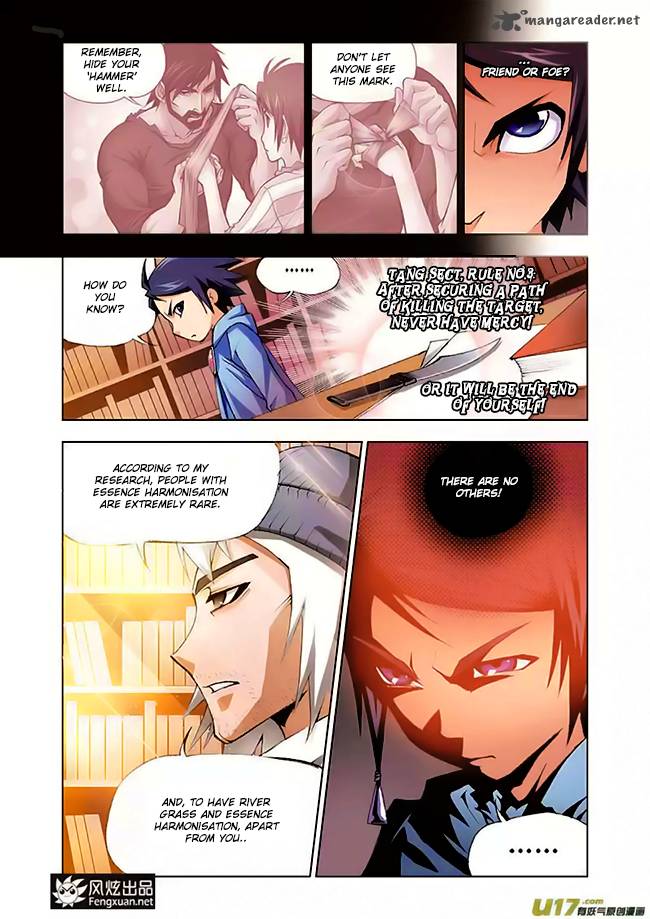 mangareader.net
REMEMBER,
HIDE YOUR
'HAMMER'
WELL.
DON'T LET
ANYONE SEE
THIS MARK.
...
FRIEND OR FOE?
HOW DO
YOU
KNOW?
......
TANG SECT, RULE NO.8:
AFTER SECURING A PATH
OF KILLING THE TARGET,
NEVER HAVE MERCY!
OR IT WILL BE THE END
OF YOURSELF!
ACCORDING TO MY
RESEARCH, PEOPLE WITH
ESSENCE HARMONISATION
ARE EXTREMELY RARE.
THERE ARE NO
OTHERS!
AND, TO HAVE RIVER
GRASS AND ESSENCE
HARMONISATION, APART
FROM YOU..
......
风炫出品
Fengxuan.net
U17.com
有妖气原创漫画